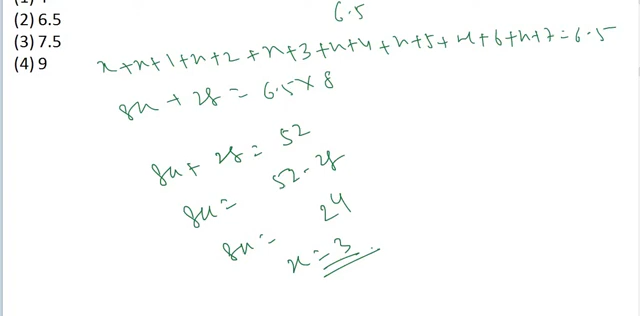 (2) 6.5
(3) 7.5
(4) 9
6.5
x+x+1+x+2+x+3+x+4+x+5+x+6+x+7=6.5
8x + 28 = 6.5×8
8x + 28 = 52
8x = 52-28
8x = 24
x = 3